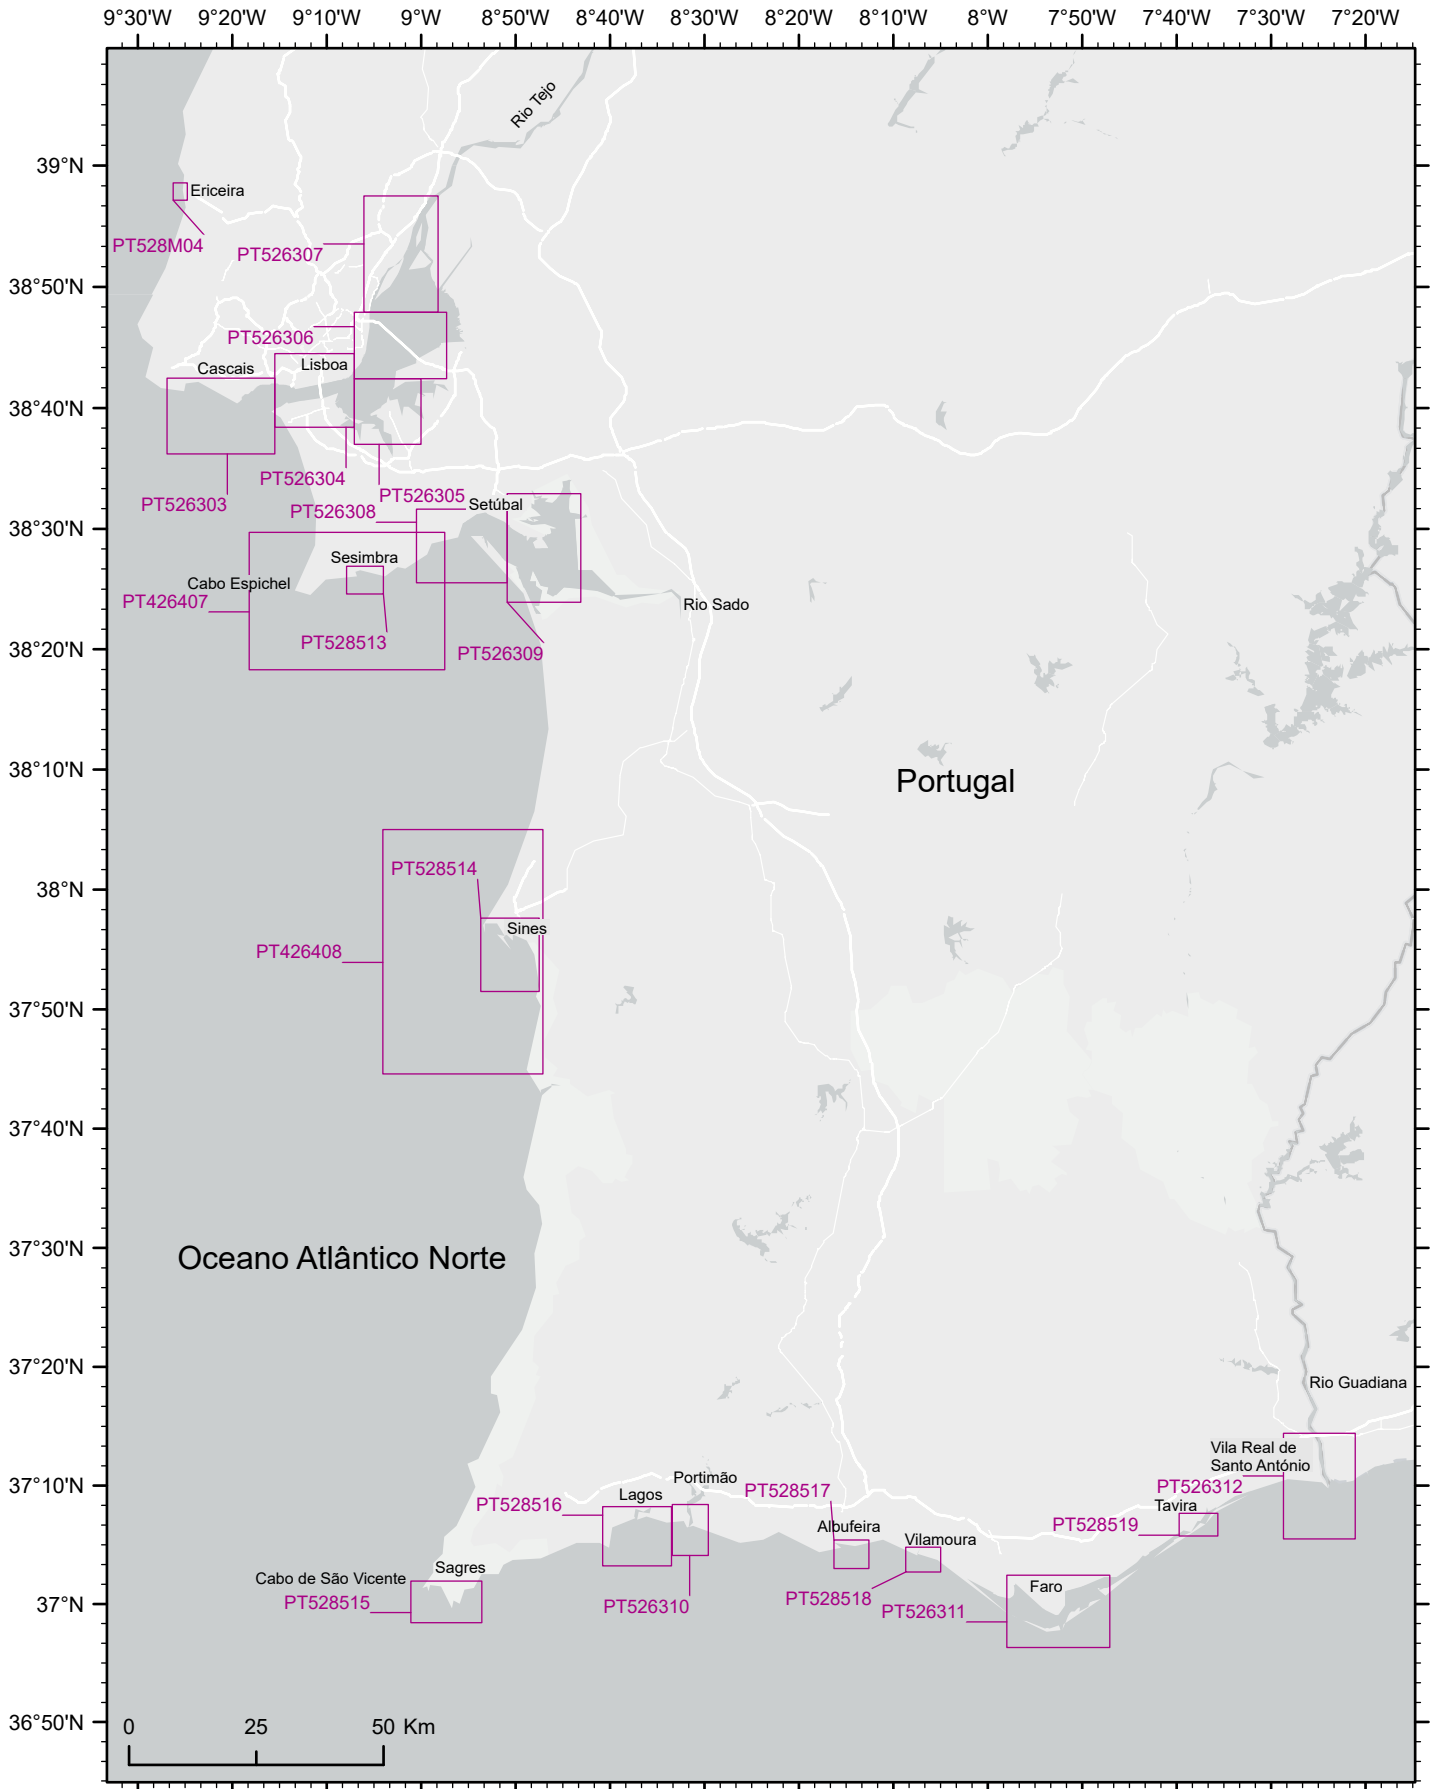 9°30'W
9°20'W
9°10'W
9°W
8°50'W
8°40'W
8°30'W
8°20'W
8°10'W
8°W
7°50'W
7°40'W
7°30'W
7°20'W
39°N
38°50'N
38°40'N
38°30'N
38°20'N
38°10'N
38°N
37°50'N
37°40'N
37°30'N
37°20'N
37°10'N
37°N
36°50'N
Rio Tejo
Ericeira
PT528M04
PT526307
PT526306
Cascais
Lisboa
PT526304
PT526303
PT526305
PT526308
Setúbal
Sesimbra
Cabo Espichel
PT426407
PT528513
PT526309
Rio Sado
Portugal
PT528514
Sines
PT426408
Oceano Atlântico Norte
Rio Guadiana
Vila Real de
Santo António
PT526312
Tavira
PT528519
Portimão
Lagos
PT528516
PT528517
Albufeira
Vilamoura
Sagres
Cabo de São Vicente
PT528515
PT526310
PT528518
PT526311
Faro
0 25 50 Km